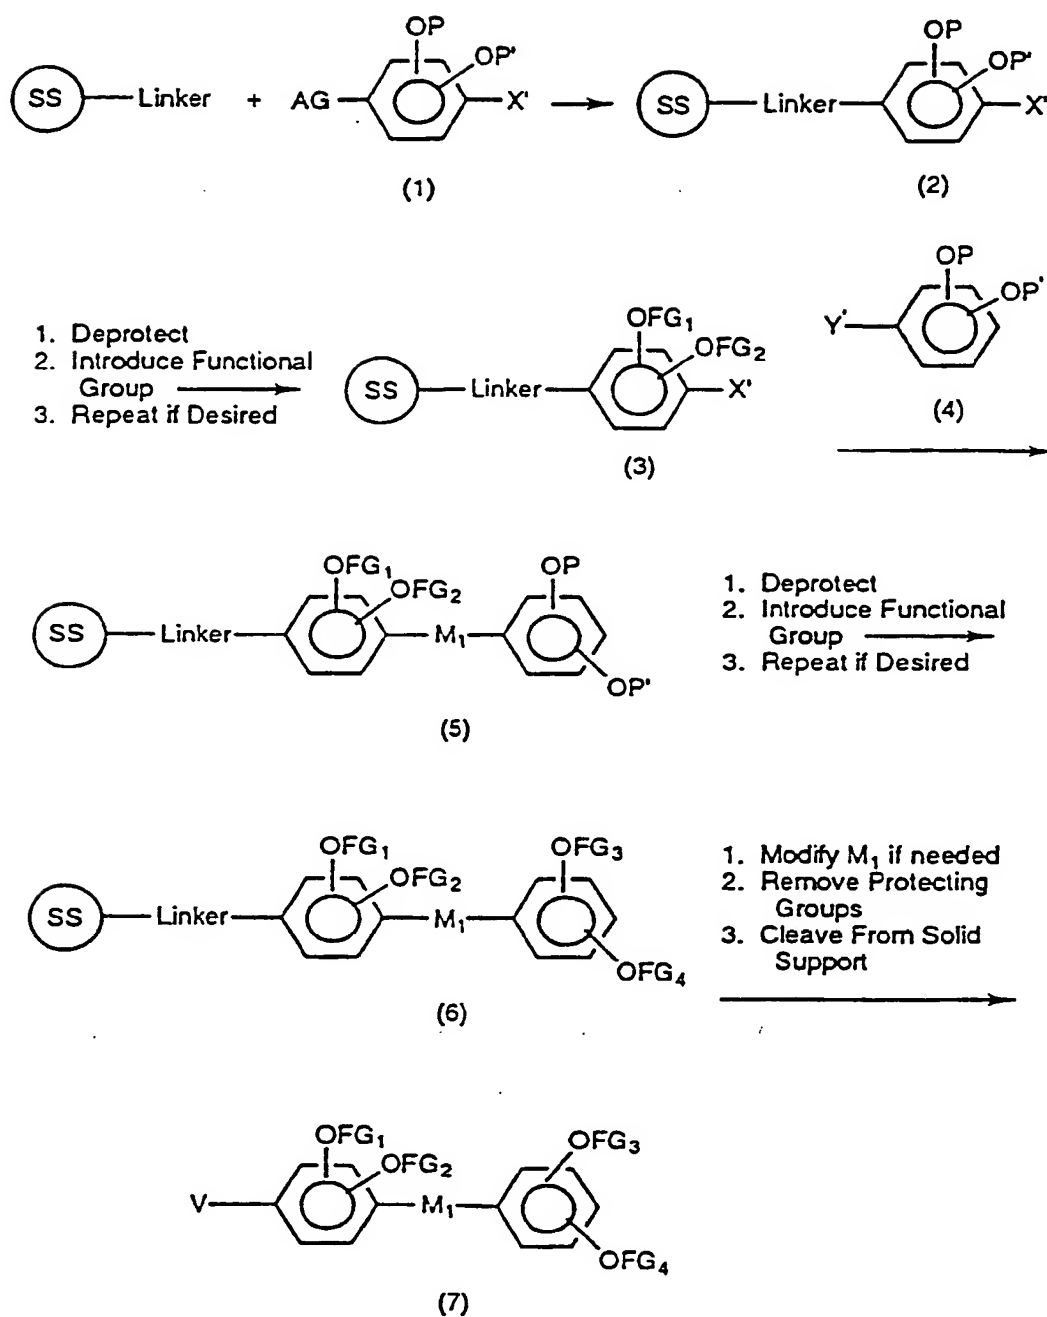 OP
OP'
SS Linker + AG X'
(1)
OP
OP'
SS Linker X'
(2)
1. Deprotect
2. Introduce Functional
Group
3. Repeat if Desired
OFG₁
OFG₂
SS Linker X'
(3)
OP
OP'
Y'
(4)
OFG₁
OFG₂
OP
SS Linker M₁
OP'
(5)
1. Deprotect
2. Introduce Functional
Group
3. Repeat if Desired
OFG₁
OFG₂
OFG₃
SS Linker M₁
OFG₄
(6)
1. Modify M₁ if needed
2. Remove Protecting
Groups
3. Cleave From Solid
Support
OFG₁
OFG₂
OFG₃
V M₁
OFG₄
(7)